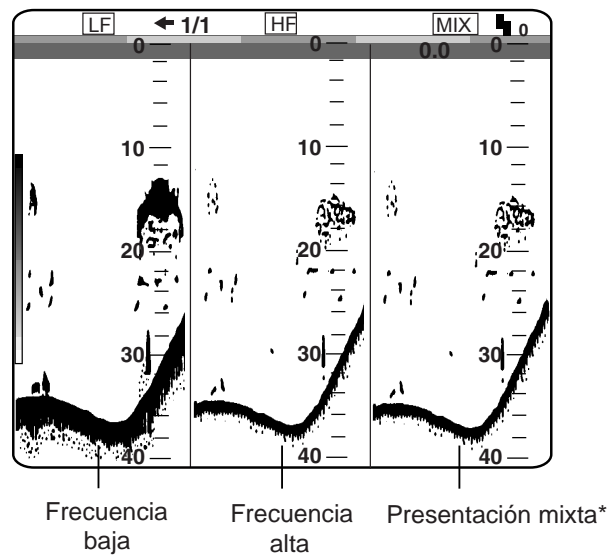 LF ← 1/1 HF MIX 0
0 0 0.0 0
10 10 10
20 20 20
30 30 30
40 40 40
Frecuencia baja
Frecuencia alta
Presentación mixta*